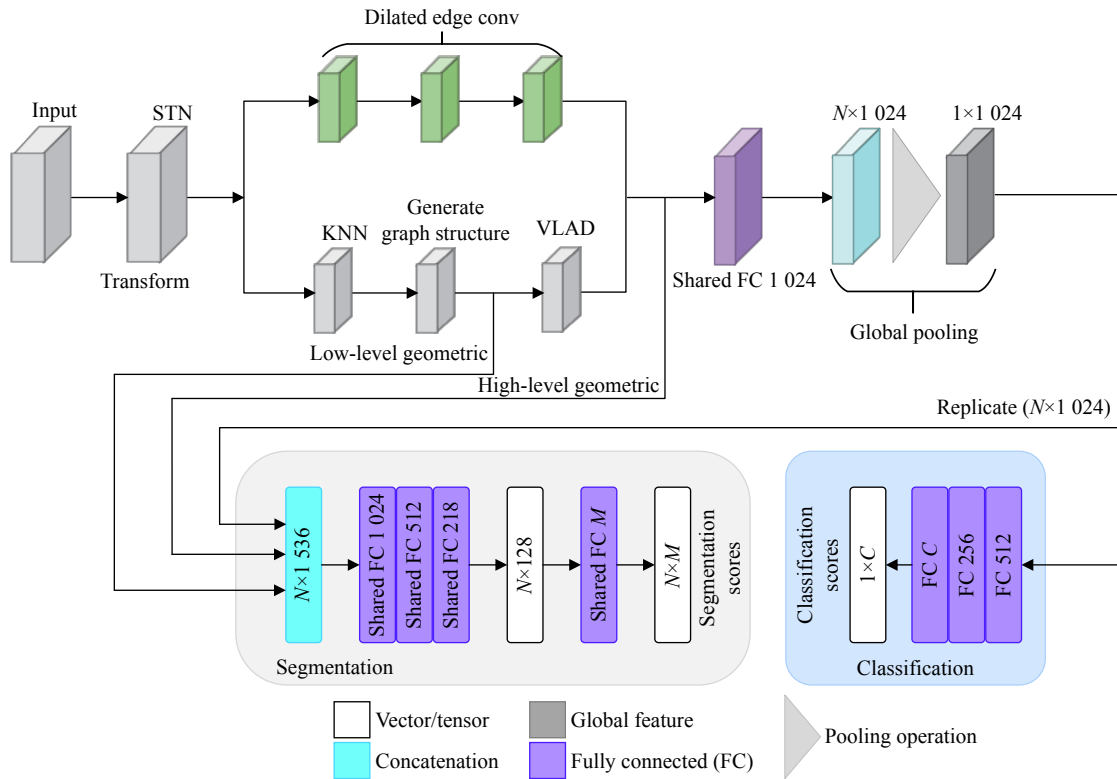 Dilated edge conv
Input
STN
N×1 024
1×1 024
Transform
KNN
Generate
graph structure
VLAD
Shared FC 1 024
Global pooling
Low-level geometric
High-level geometric
Replicate (N×1 024)
N×1 536
Shared FC 1 024
Shared FC 512
Shared FC 218
N×128
Shared FC M
N×M
Segmentation
scores
Segmentation
Classification
scores
1×C
FC C
FC 256
FC 512
Classification
Vector/tensor
Global feature
Pooling operation
Concatenation
Fully connected (FC)